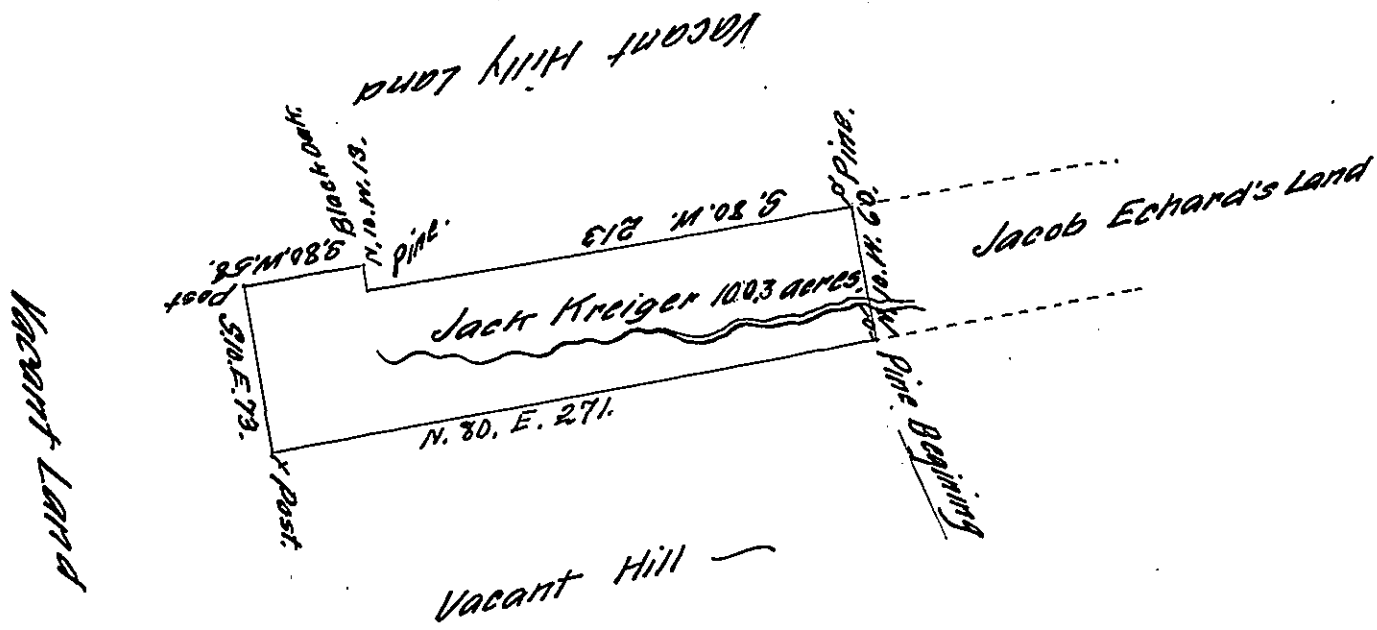 Vacant Hilly Land
Black Oak.
N. 10. W. 13.
Pine.
S. 80. W. 58.
Post
S. 80. W. 213
Pine.
N. 10. W. 60.
Jacob Echard's Land
Jack Kreiger 100.3 acres.
S. 10. E. 73.
N. 80. E. 271.
Post.
Pine Begining
Vacant Land
Vacant Hill